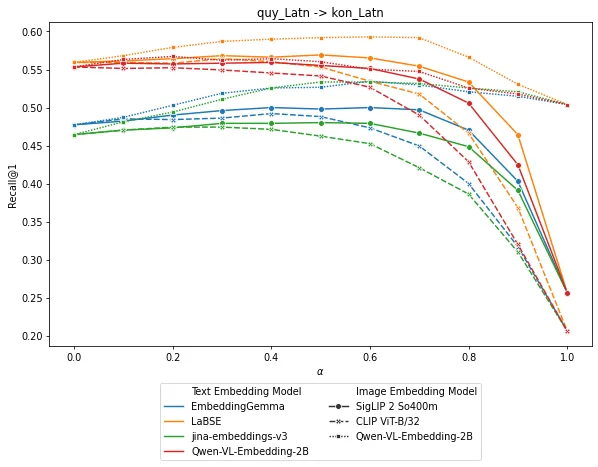 quy_Latn -> kon_Latn
0.60
0.55
0.50
0.45
0.40
0.35
0.30
0.25
0.20
Recall@1
0.0 0.2 0.4 0.6 0.8 1.0
α
Text Embedding Model
EmbeddingGemma
LaBSE
jina-embeddings-v3
Qwen-VL-Embedding-2B
Image Embedding Model
SigLIP 2 So400m
CLIP ViT-B/32
Qwen-VL-Embedding-2B